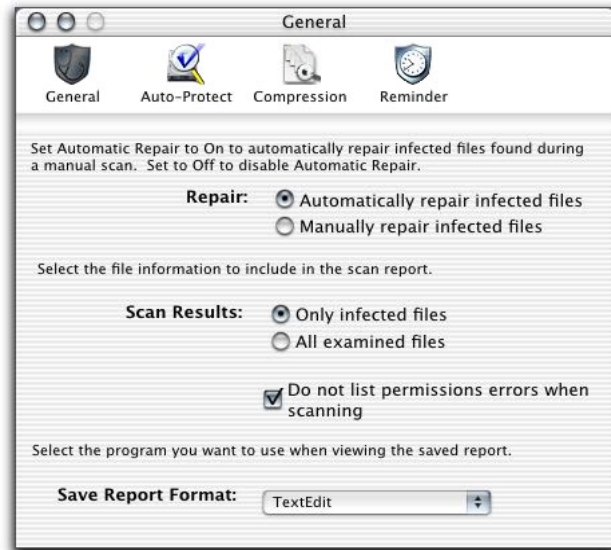 General
General Auto-Protect Compression Reminder
Set Automatic Repair to On to automatically repair infected files found during
a manual scan. Set to Off to disable Automatic Repair.
Repair: Automatically repair infected files
Manually repair infected files
Select the file information to include in the scan report.
Scan Results: Only infected files
All examined files
Do not list permissions errors when
scanning
Select the program you want to use when viewing the saved report.
Save Report Format: TextEdit